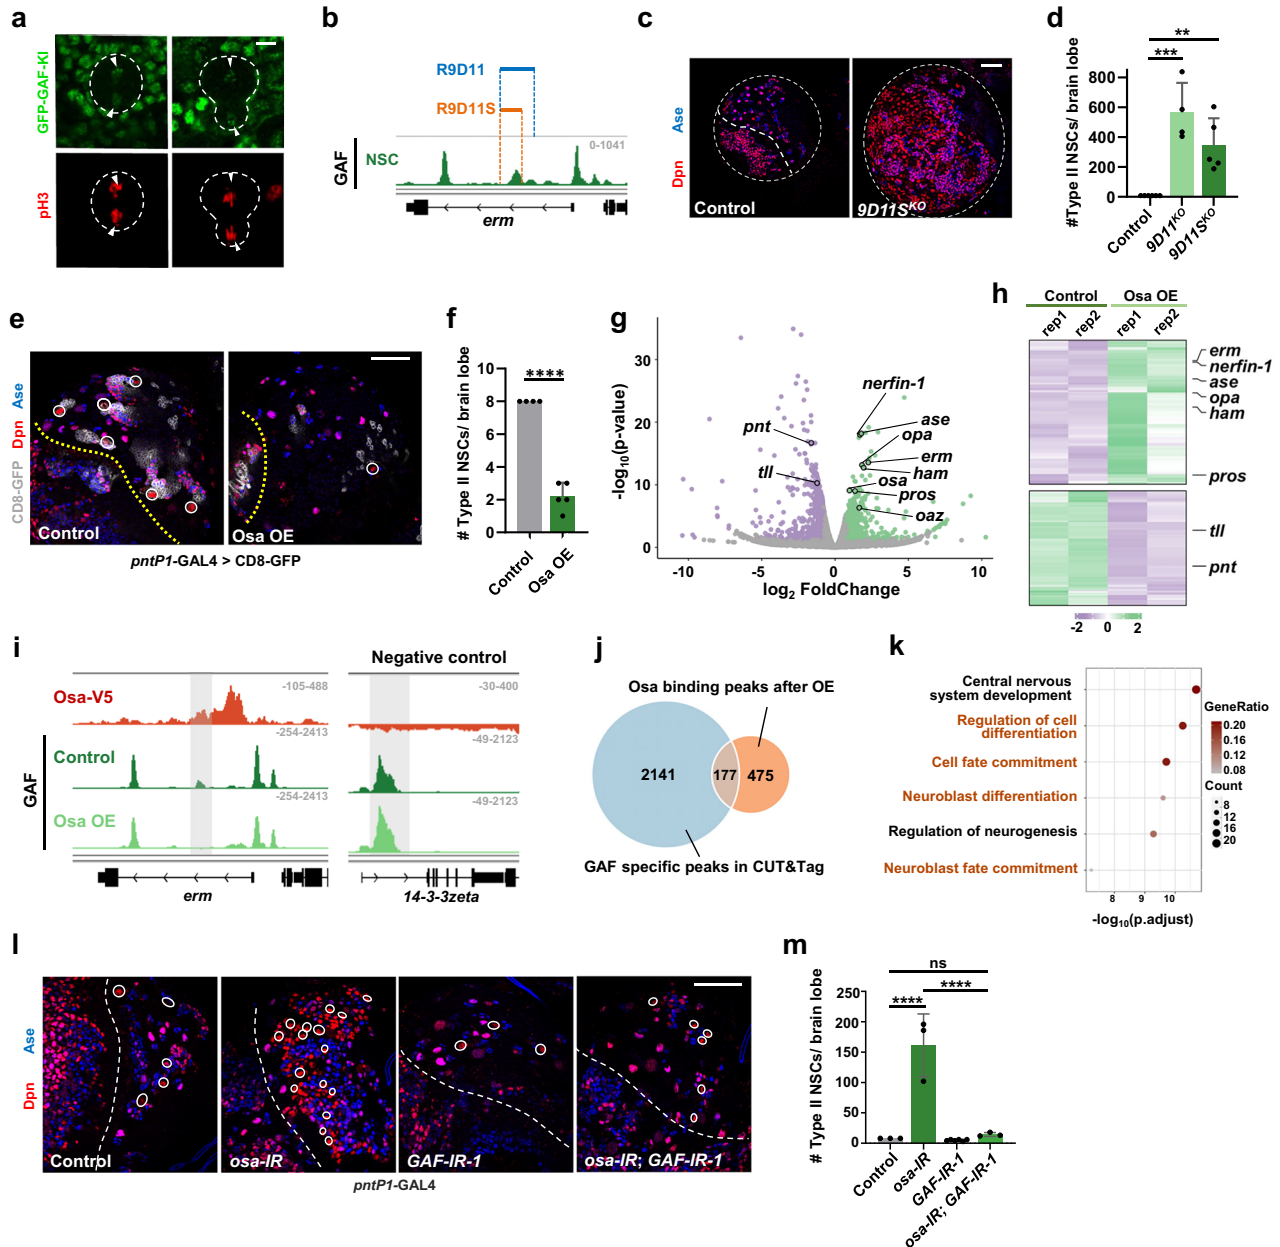 a
GFP-GAF-KI
pH3
b
R9D11
R9D11S
0-1041
GAF
NSC
erm
c
Ase
Dpn
Control
9D11S^KO
d
#Type II NSCs/ brain lobe
**
***
800
600
400
200
0
Control
9D11^KO
9D11S^KO
e
CD8-GFP Dpn Ase
Control
Osa OE
pntP1-GAL4 > CD8-GFP
f
# Type II NSCs/ brain lobe
****
10
8
6
4
2
0
Control
Osa OE
g
-log₁₀(p-value)
30
20
10
0
nerfin-1
pnt
ase
opa
erm
tll
ham
osa
pros
oaz
-10
-5
0
5
10
log₂ FoldChange
h
Control
Osa OE
rep1
rep2
rep1
rep2
erm
nerfin-1
ase
opa
ham
pros
tll
pnt
-2 0 2
i
Negative control
Osa-V5
-105-488
-30-400
GAF
Control
-254-2413
-49-2123
Osa OE
-254-2413
-49-2123
erm
14-3-3zeta
j
Osa binding peaks after OE
2141
177
475
GAF specific peaks in CUT&Tag
k
Central nervous
system development
Regulation of cell
differentiation
Cell fate commitment
Neuroblast differentiation
Regulation of neurogenesis
Neuroblast fate commitment
8 9 10
-log₁₀(p.adjust)
GeneRatio
0.20
0.16
0.12
0.08
Count
8
12
16
20
l
Ase
Dpn
Control
osa-IR
GAF-IR-1
osa-IR; GAF-IR-1
pntP1-GAL4
m
# Type II NSCs/ brain lobe
ns
****
****
250
200
150
100
50
0
Control
osa-IR
GAF-IR-1
osa-IR; GAF-IR-1